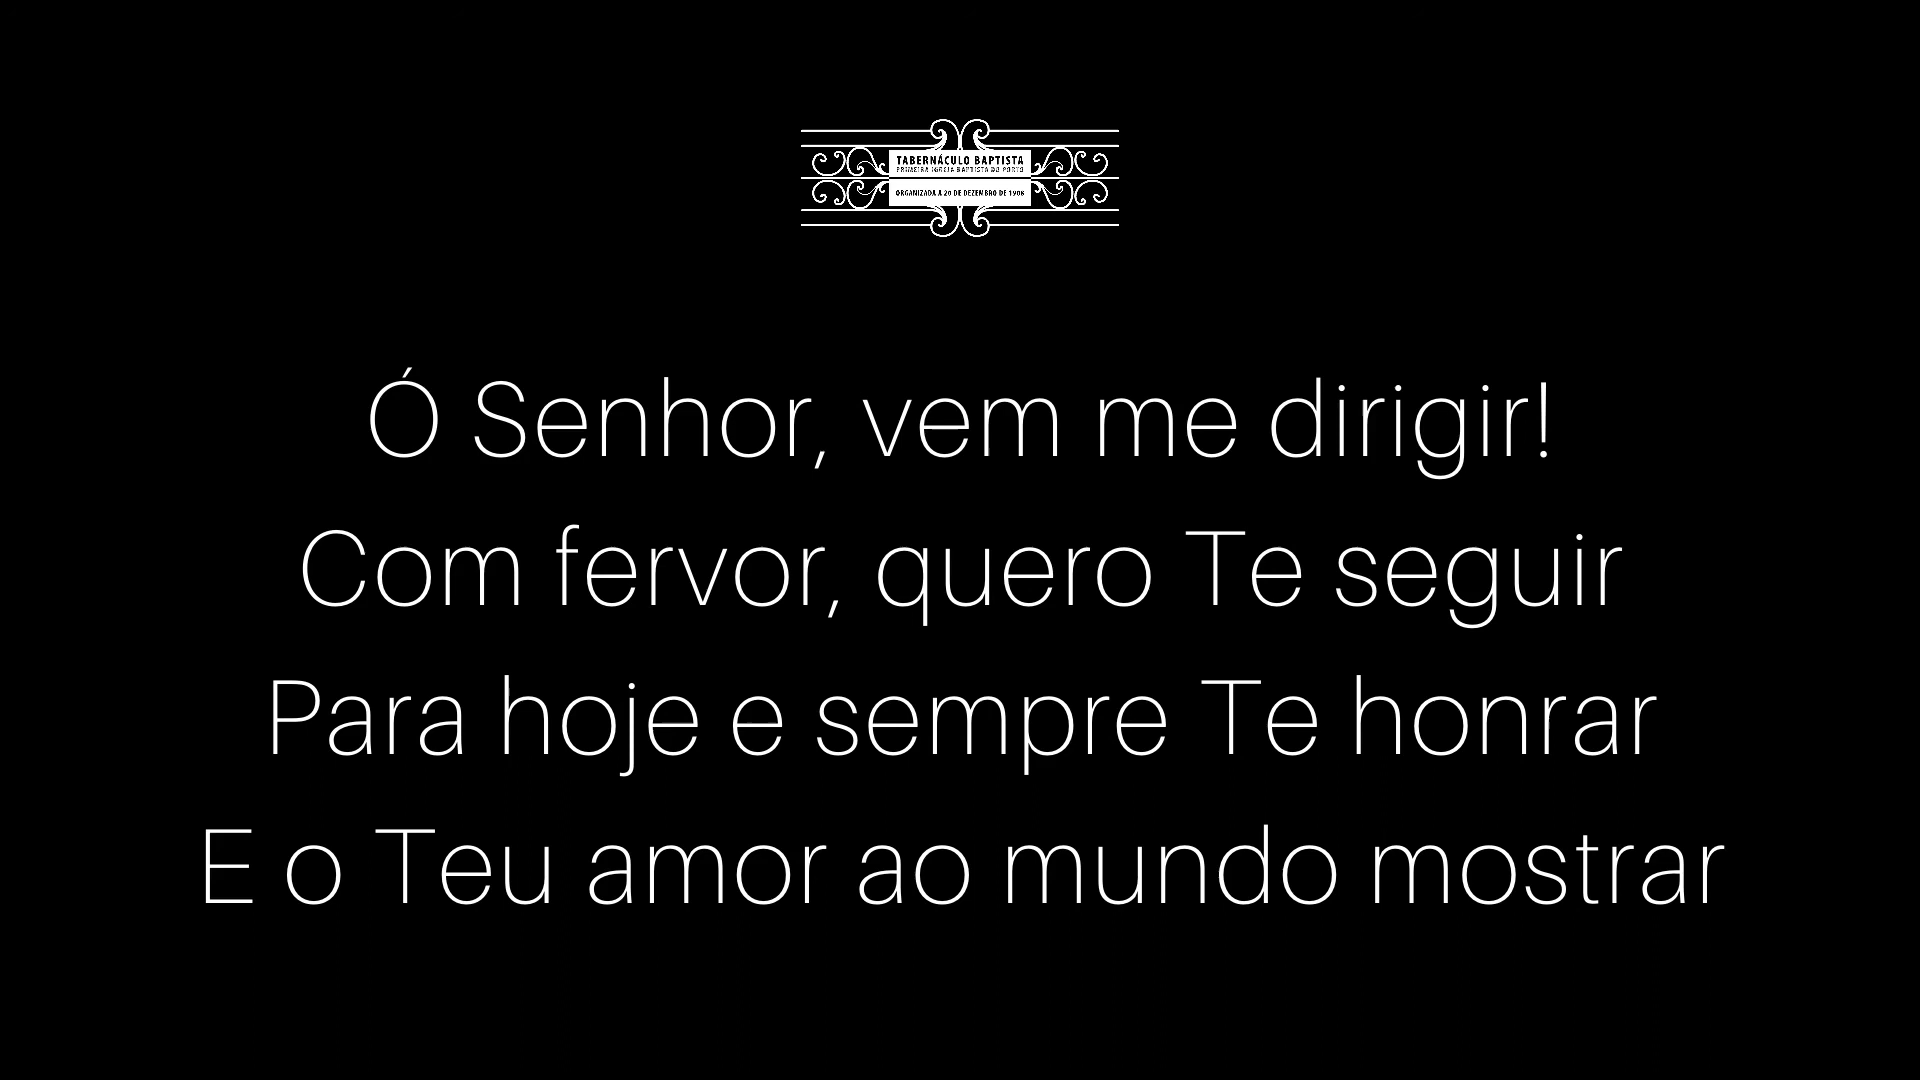 TABERNÁCULO BAPTISTA
PRIMEIRA IGREJA BAPTISTA DO PORTO
ORGANIZADA A 20 DE DEZEMBRO DE 1908
Ó Senhor, vem me dirigir!
Com fervor, quero Te seguir
Para hoje e sempre Te honrar
E o Teu amor ao mundo mostrar